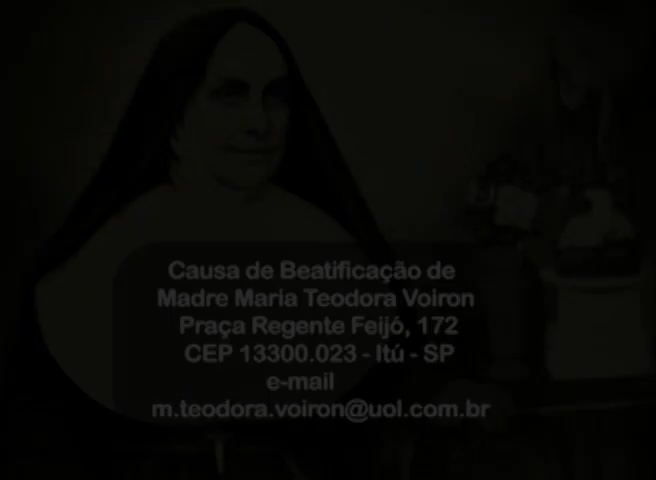 Causa de Beatificação de
Madre Maria Teodora Voiron
Praça Regente Feijó, 172
CEP 13300.023 - Itú - SP
e-mail
m.teodora.voiron@uol.com.br